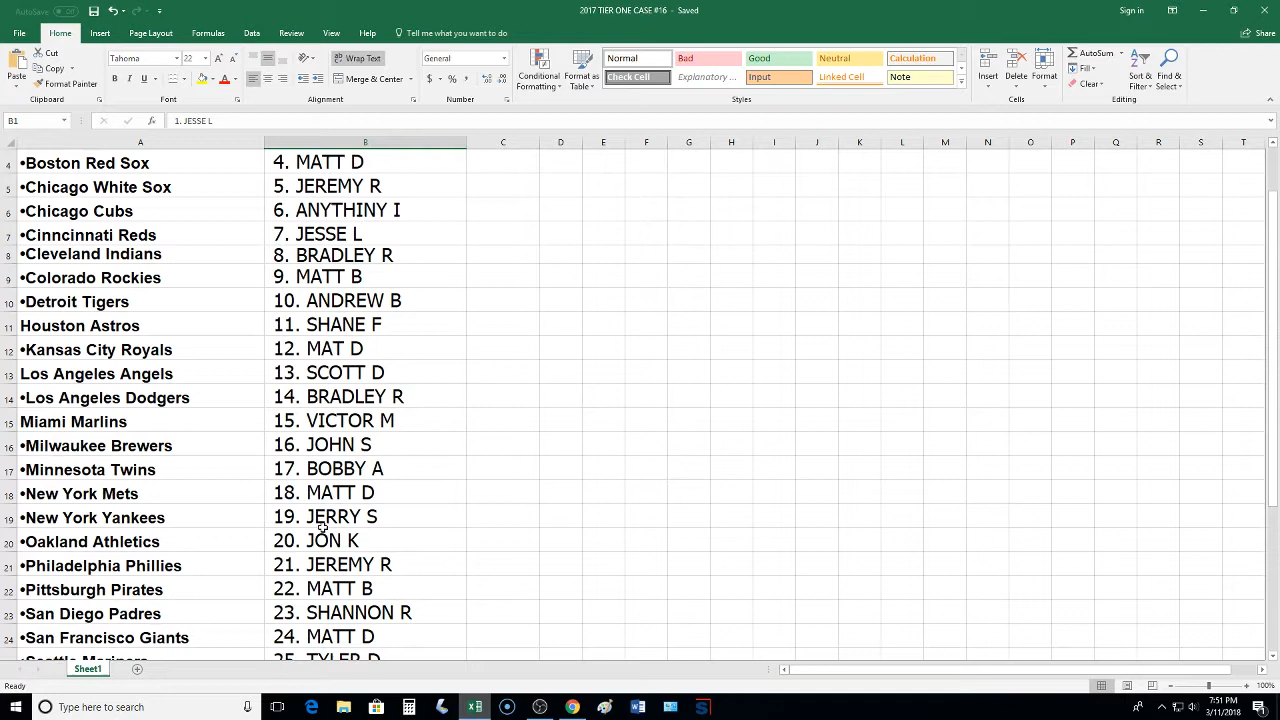 AutoSave 2017 TIER ONE CASE #16 - Saved Sign in
File Home Insert Page Layout Formulas Data Review View Help Tell me what you want to do Share
Paste Cut Copy Format Painter Clipboard
Tahoma 22 Font
Wrap Text Merge & Center Alignment
General Number
Conditional Formatting Format as Table
Normal Bad Good Neutral Calculation
Check Cell Explanatory ... Input Linked Cell Note
Styles
Insert Delete Format Cells
AutoSum Fill Clear Sort & Filter Find & Select Editing
B1 1. JESSE L
A B C D E F G H I J K L M N O P Q R S T
4 •Boston Red Sox 4. MATT D
5 •Chicago White Sox 5. JEREMY R
6 •Chicago Cubs 6. ANYTHINY I
7 •Cinncinnati Reds 7. JESSE L
8 •Cleveland Indians 8. BRADLEY R
9 •Colorado Rockies 9. MATT B
10 •Detroit Tigers 10. ANDREW B
11 Houston Astros 11. SHANE F
12 •Kansas City Royals 12. MAT D
13 Los Angeles Angels 13. SCOTT D
14 •Los Angeles Dodgers 14. BRADLEY R
15 Miami Marlins 15. VICTOR M
16 •Milwaukee Brewers 16. JOHN S
17 •Minnesota Twins 17. BOBBY A
18 •New York Mets 18. MATT D
19 •New York Yankees 19. JERRY S
20 •Oakland Athletics 20. JON K
21 •Philadelphia Phillies 21. JEREMY R
22 •Pittsburgh Pirates 22. MATT B
23 •San Diego Padres 23. SHANNON R
24 •San Francisco Giants 24. MATT D
•Seattle Mariners 25. TYLER D
Sheet1
Ready 100%
Type here to search 7:51 PM
3/11/2018